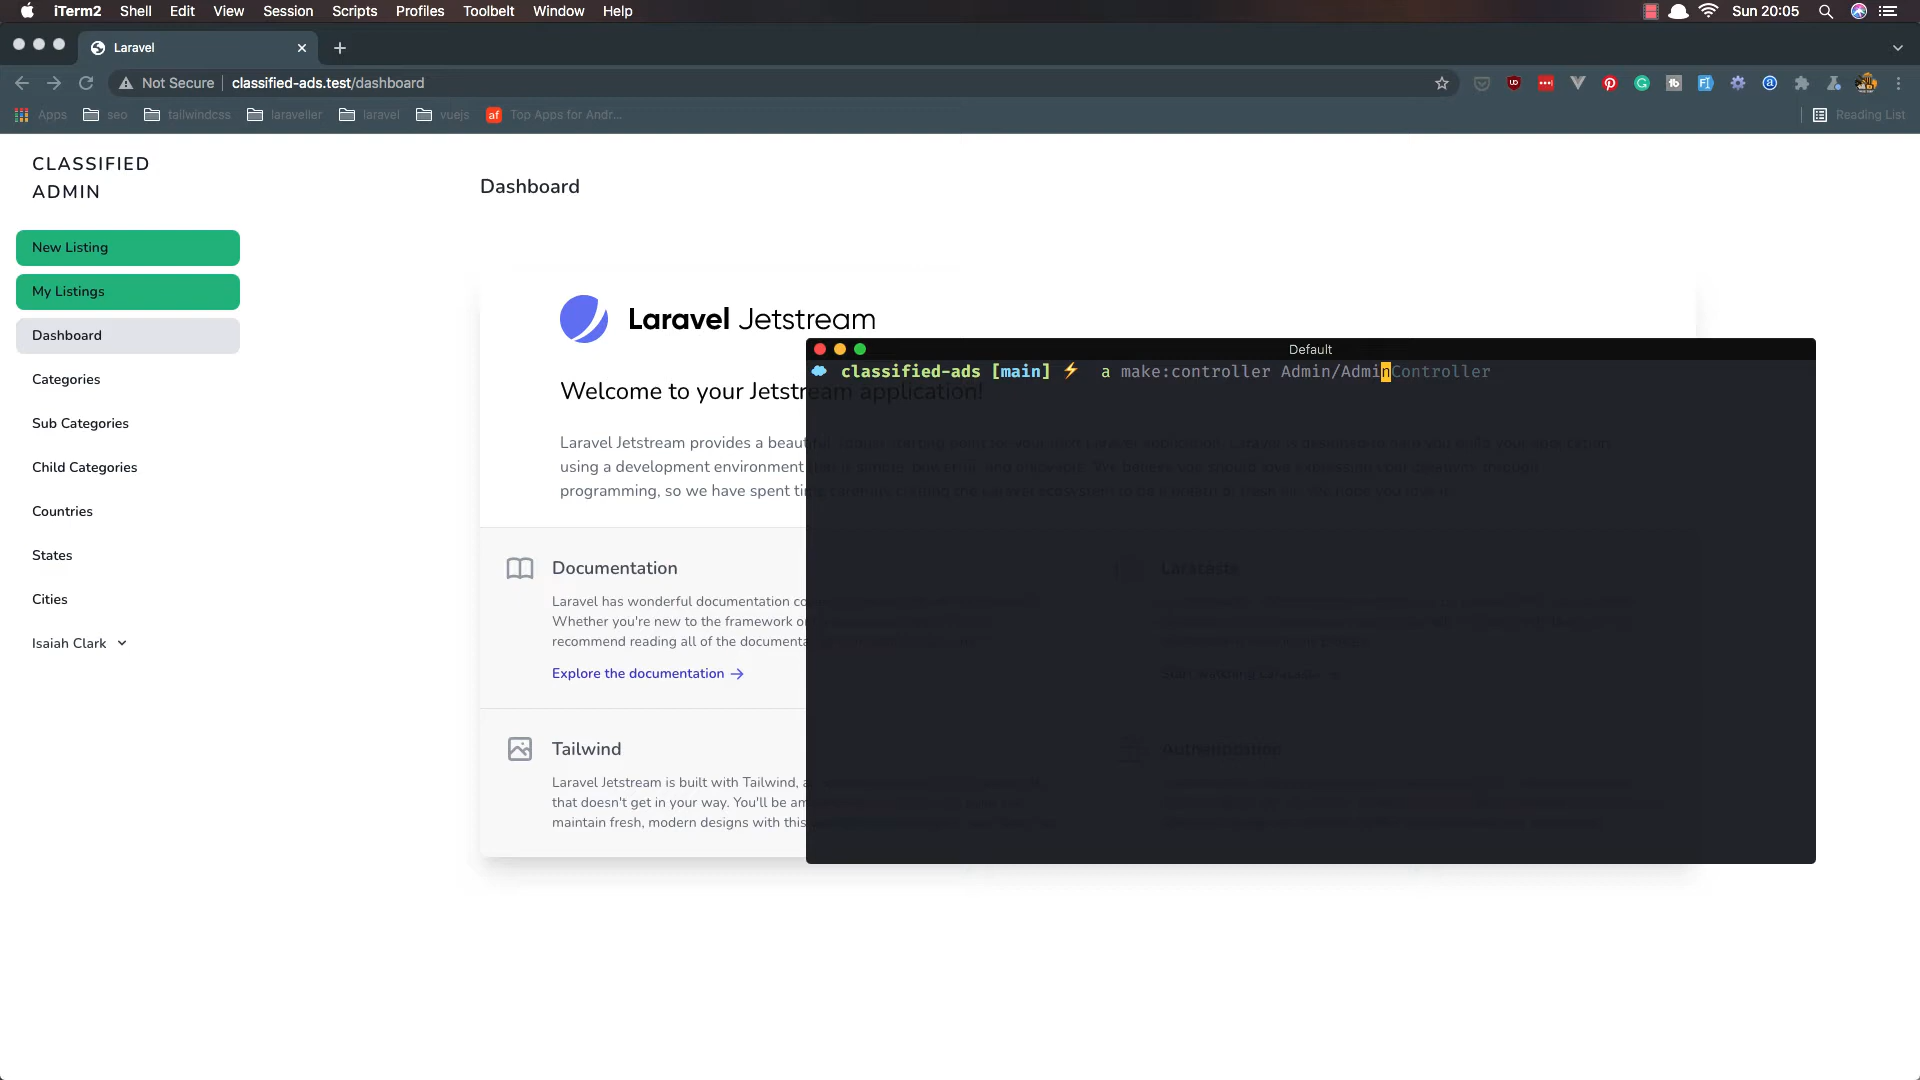 iTerm2 Shell Edit View Session Scripts Profiles Toolbelt Window Help Sun 20:05
Laravel
Not Secure classified-ads.test/dashboard
Apps seo tailwindcss laraveller laravel vuejs af Top Apps for Andr... Reading List
CLASSIFIED
ADMIN
New Listing
My Listings
Dashboard
Categories
Sub Categories
Child Categories
Countries
States
Cities
Isaiah Clark
Dashboard
Laravel Jetstream
Welcome to your Jetstream application!
Laravel Jetstream provides a beautiful, robust starting point for your next Laravel application. Laravel is designed to help you build your application
using a development environment that is simple, powerful, and enjoyable. We believe you should love expressing your creativity through
programming, so we have spent time carefully crafting the Laravel ecosystem to be a breath of fresh air. We hope you love it.
Documentation
Laravel has wonderful documentation co
Whether you're new to the framework or
recommend reading all of the documenta
Explore the documentation
Laracasts
Start watching Laracasts
Tailwind
Laravel Jetstream is built with Tailwind, a
that doesn't get in your way. You'll be am
maintain fresh, modern designs with this
Authentication
Default
classified-ads [main] ⚡ a make:controller Admin/AdminController